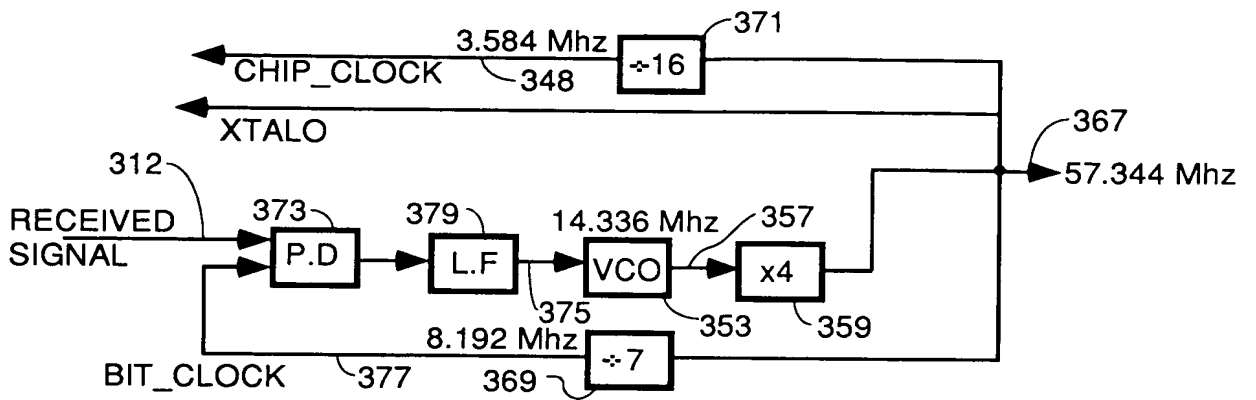 371
3.584 Mhz
÷16
CHIP_CLOCK
348
XTALO
367
57.344 Mhz
312
RECEIVED
SIGNAL
373
P.D
379
L.F
375
14.336 Mhz
357
VCO
353
x4
359
8.192 Mhz
÷7
369
BIT_CLOCK
377